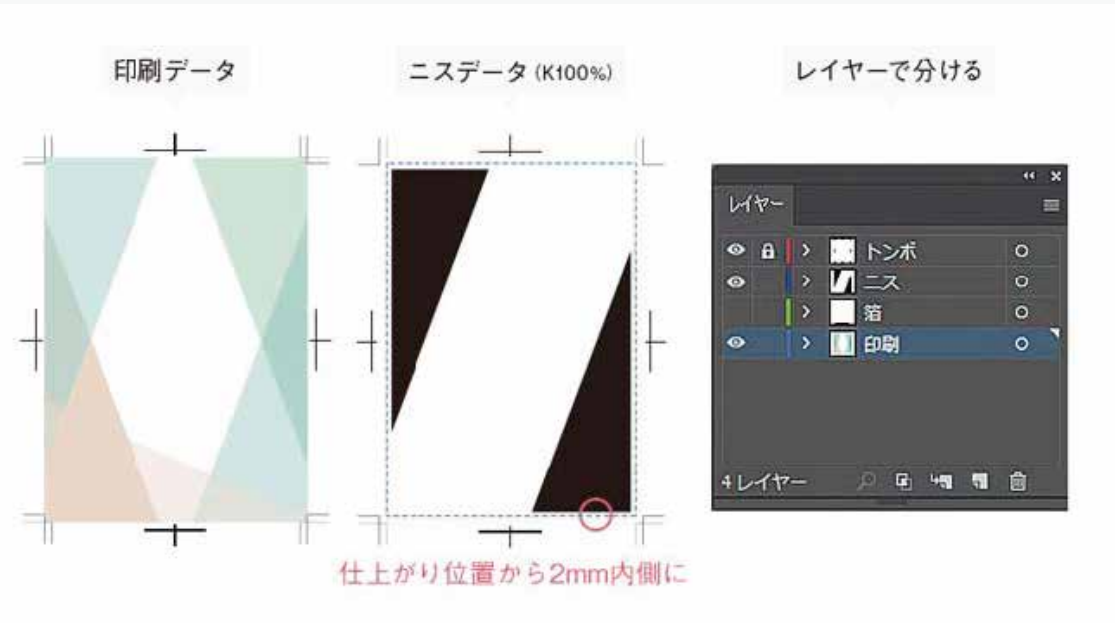 印刷データ
ニスデータ (K100%)
レイヤーで分ける
レイヤー
トンボ
ニス
箔
印刷
4 レイヤー
仕上がり位置から2mm内側に